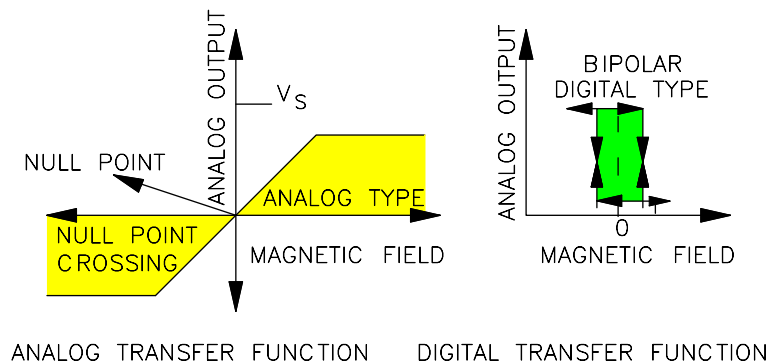 ANALOG OUTPUT
VS
NULL POINT
ANALOG TYPE
NULL POINT
CROSSING
MAGNETIC FIELD
ANALOG TRANSFER FUNCTION
ANALOG OUTPUT
BIPOLAR
DIGITAL TYPE
0
MAGNETIC FIELD
DIGITAL TRANSFER FUNCTION